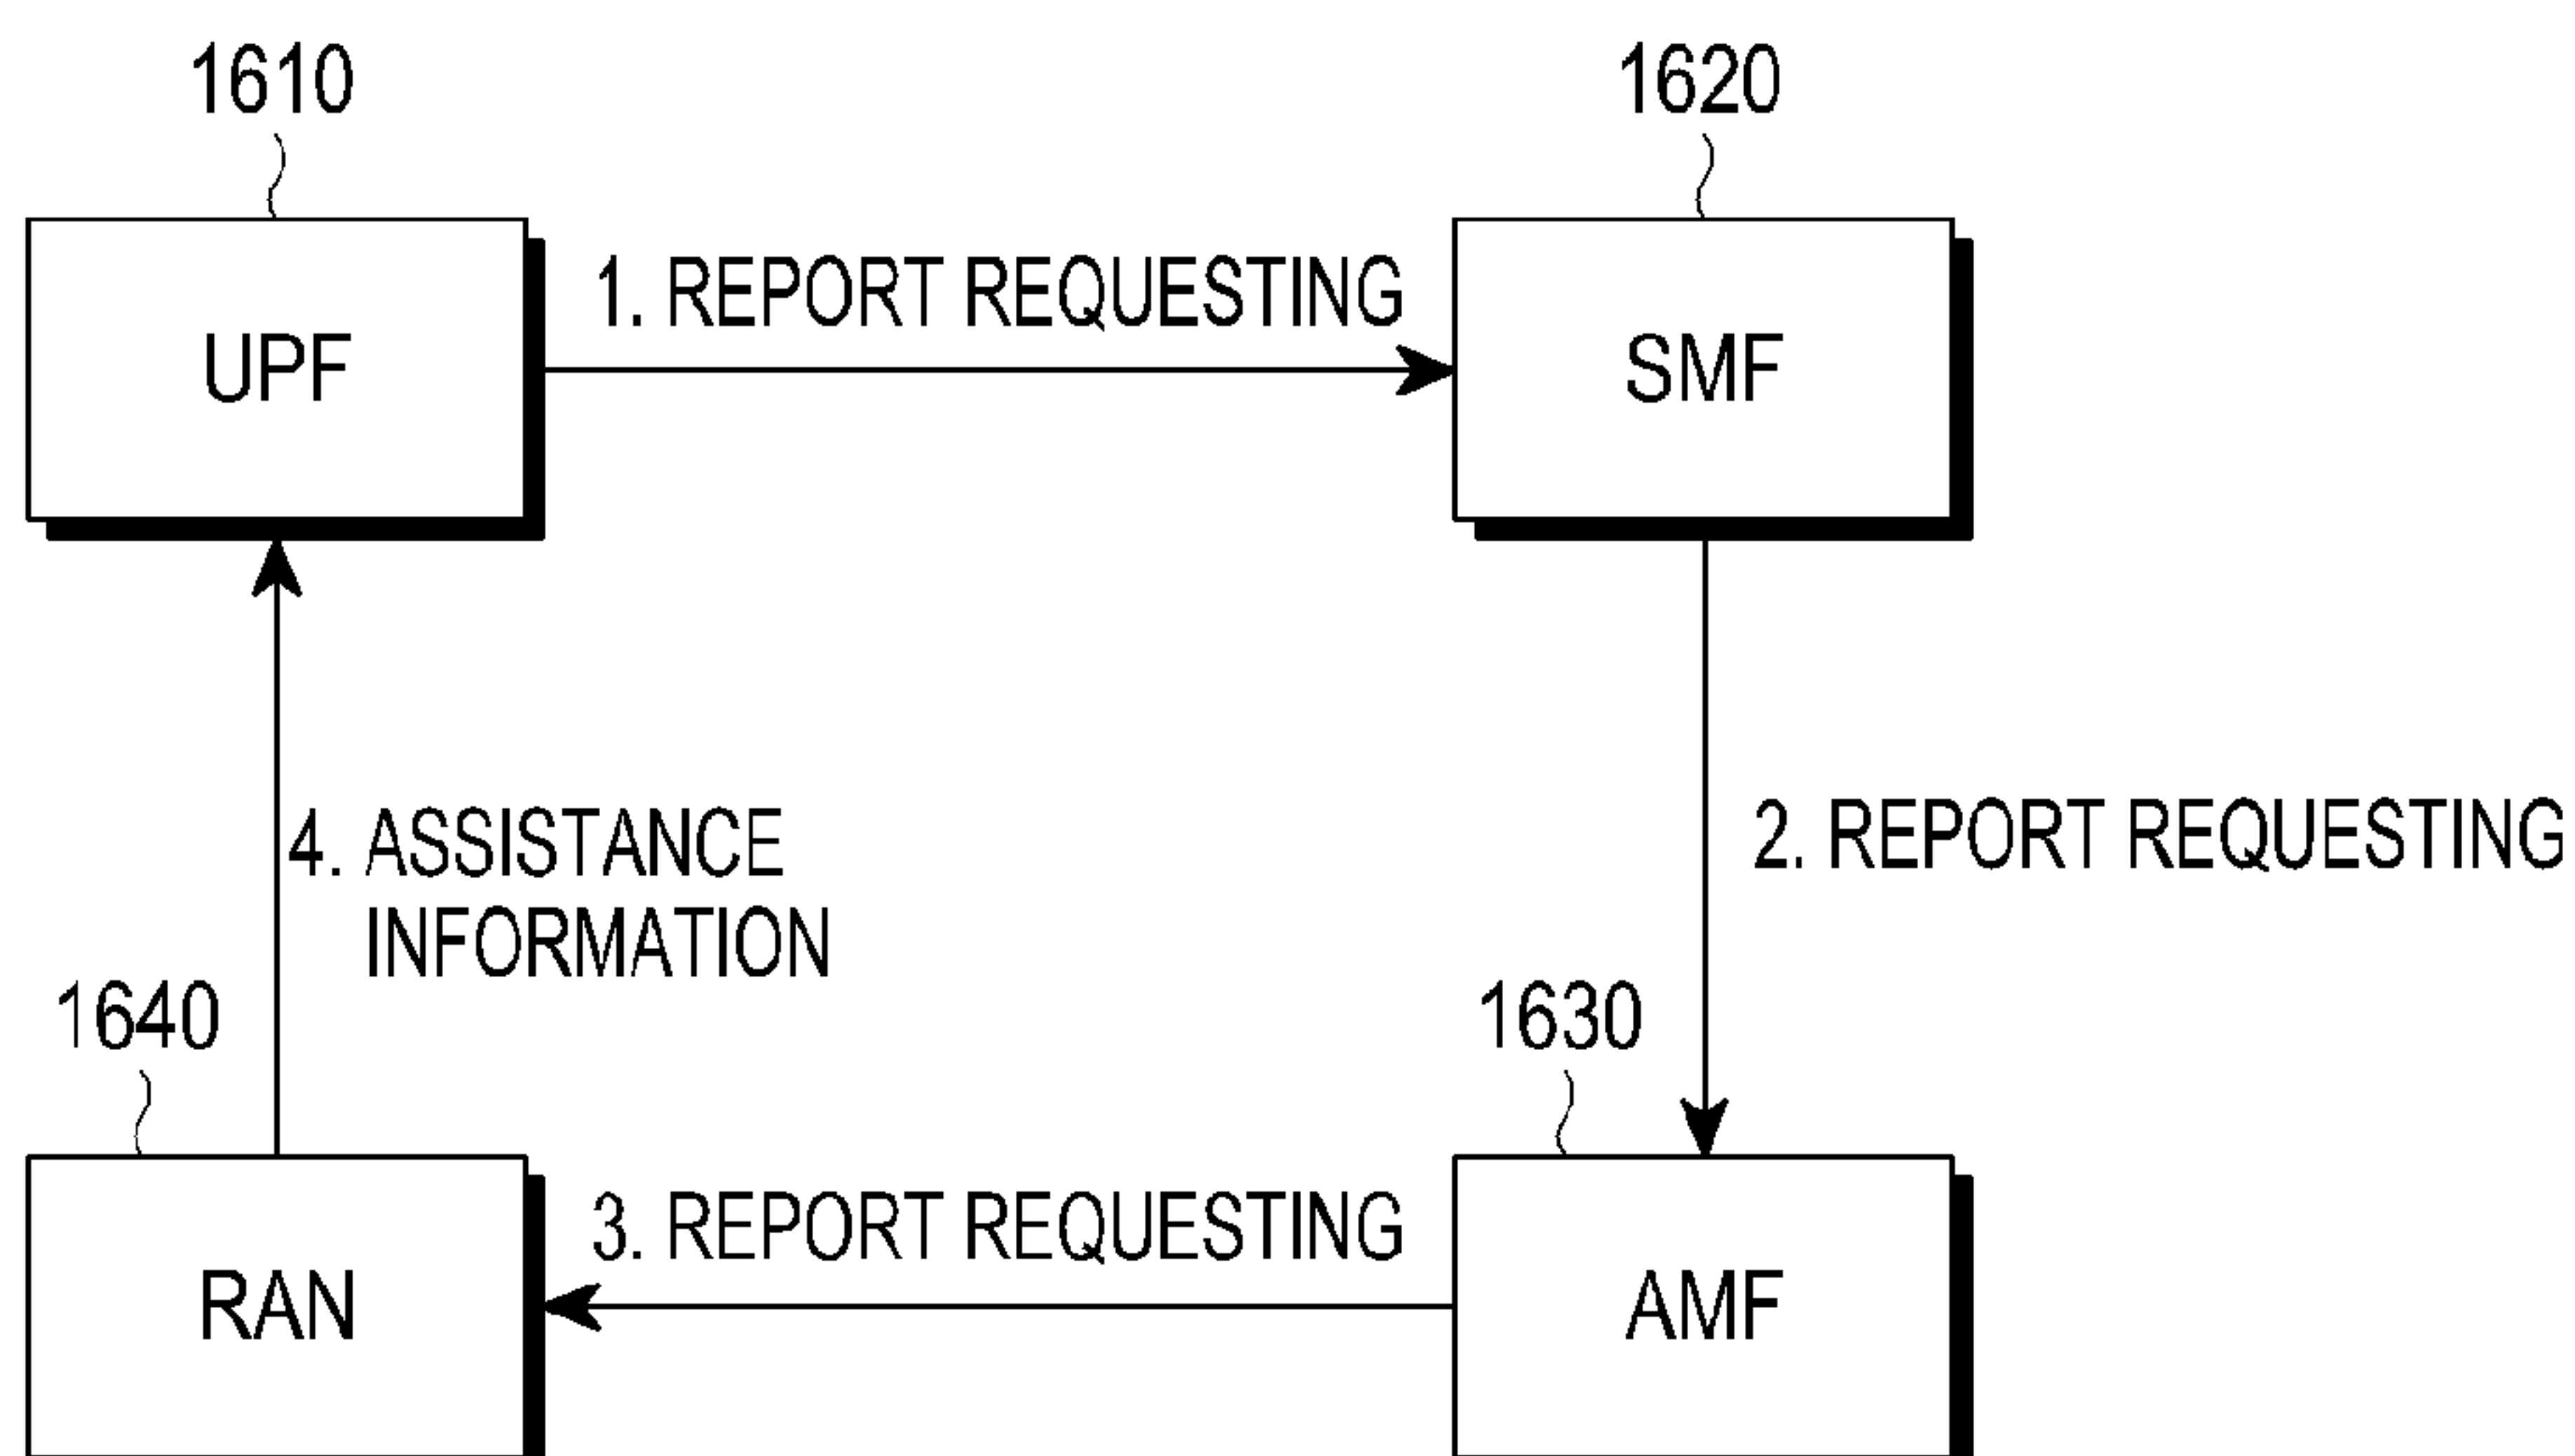 1610
1620
UPF
1. REPORT REQUESTING
SMF
4. ASSISTANCE
INFORMATION
2. REPORT REQUESTING
1640
1630
RAN
3. REPORT REQUESTING
AMF